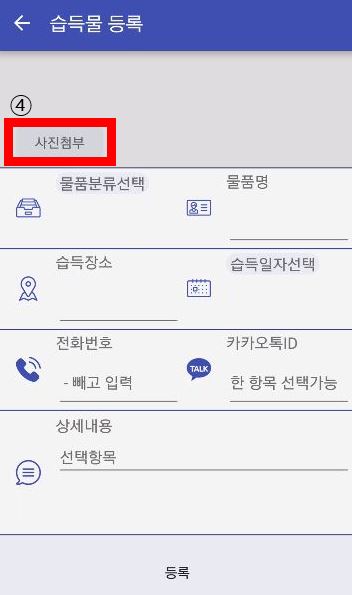 습득물 등록
④
사진첨부
물품분류선택
물품명
습득장소
습득일자선택
전화번호
카카오톡ID
- 빼고 입력
TALK
한 항목 선택가능
상세내용
선택항목
등록